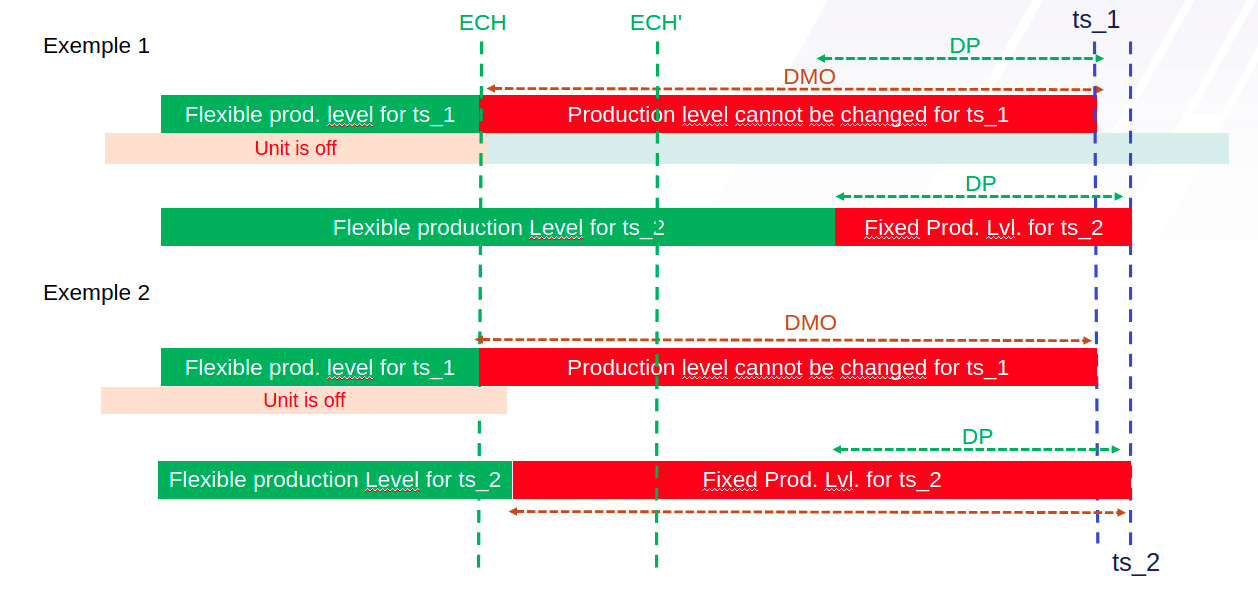 ECH
ECH'
ts_1
Exemple 1
DP
DMO
Flexible prod. level for ts_1
Production level cannot be changed for ts_1
Unit is off
DP
Flexible production Level for ts_2
Fixed Prod. Lvl. for ts_2
Exemple 2
DMO
Flexible prod. level for ts_1
Production level cannot be changed for ts_1
Unit is off
DP
Flexible production Level for ts_2
Fixed Prod. Lvl. for ts_2
ts_2